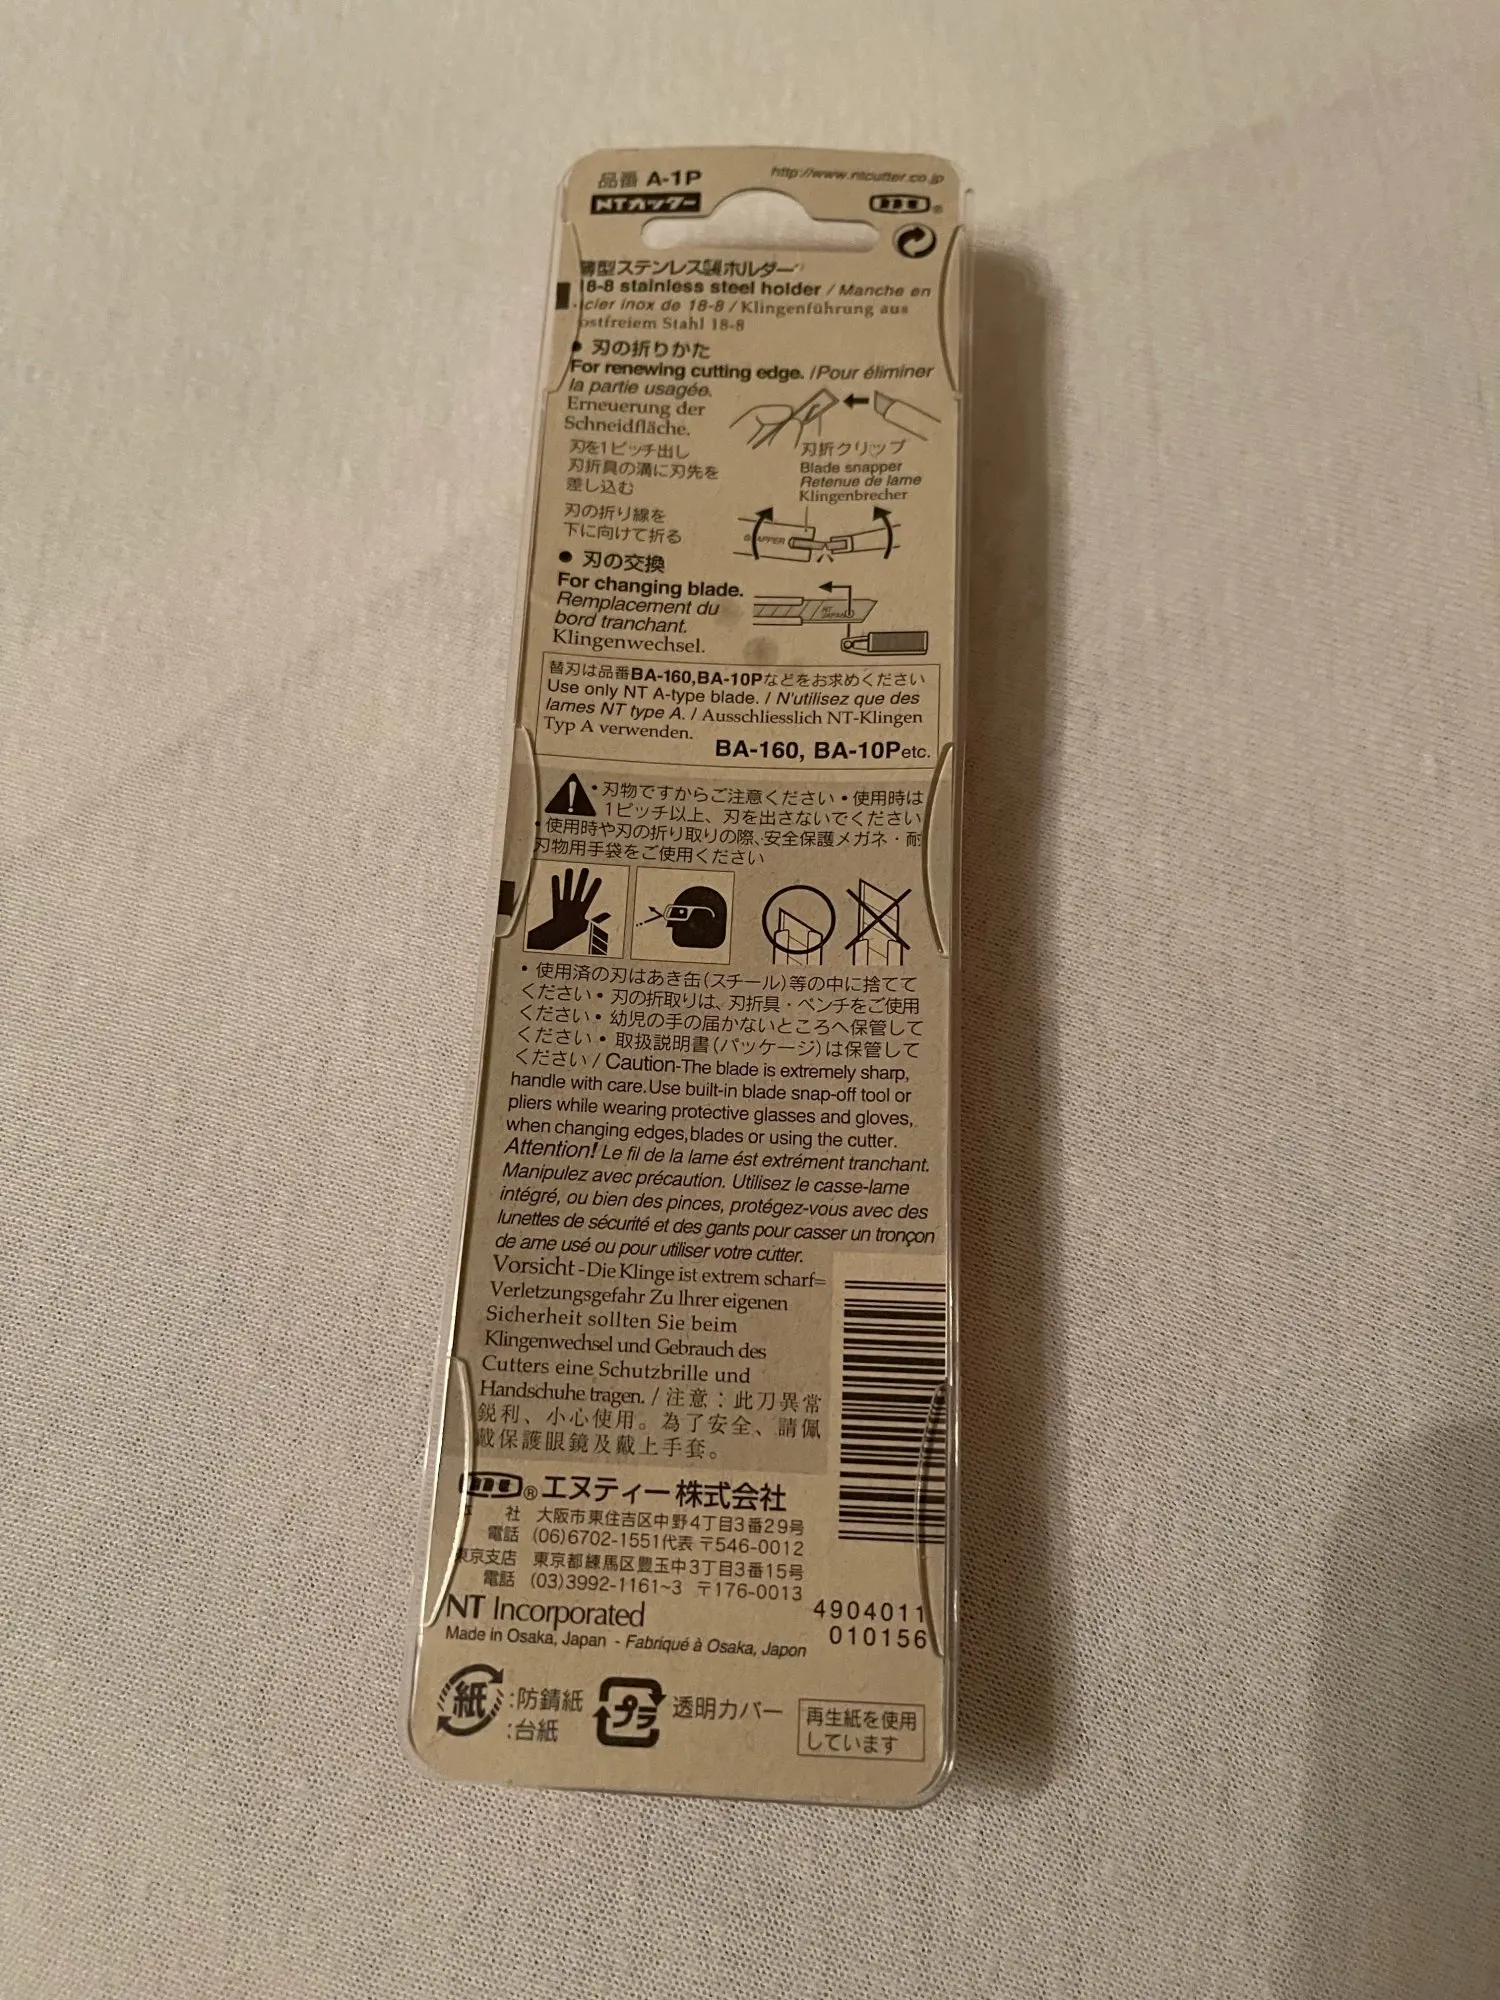 品番 A-1P
http://www.ntcutter.co.jp
NTカッター
薄型ステンレス製ホルダー
18-8 stainless steel holder / Manche en
acier inox de 18-8 / Klingenführung aus
ostfreiem Stahl 18-8
● 刃の折りかた
For renewing cutting edge. /Pour éliminer
la partie usagée.
Erneuerung der
Schneidfläche.
刃を1ピッチ出し
刃折具の溝に刃先を
差し込む
刃折クリップ
Blade snapper
Retenue de lame
Klingenbrecher
刃の折り線を
下に向けて折る
● 刃の交換
For changing blade.
Remplacement du
bord tranchant.
Klingenwechsel.
NT
JAPAN
替刃は品番BA-160,BA-10Pなどをお求めください
Use only NT A-type blade. / N'utilisez que des
lames NT type A. / Ausschliesslich NT-Klingen
Typ A verwenden.
BA-160, BA-10Petc.
・刃物ですからご注意ください・使用時は
1ピッチ以上、刃を出さないでください
・使用時や刃の折り取りの際、安全保護メガネ・耐
刃物用手袋をご使用ください
・使用済の刃はあき缶(スチール)等の中に捨てて
ください・刃の折取りは、刃折具・ペンチをご使用
ください・幼児の手の届かないところへ保管して
ください・取扱説明書(パッケージ)は保管して
ください / Caution-The blade is extremely sharp,
handle with care.Use built-in blade snap-off tool or
pliers while wearing protective glasses and gloves,
when changing edges,blades or using the cutter.
Attention! Le fil de la lame ést extrément tranchant.
Manipulez avec précaution. Utilisez le casse-lame
intégré, ou bien des pinces, protégez-vous avec des
lunettes de sécurité et des gants pour casser un tronçon
de ame usé ou pour utiliser votre cutter.
Vorsicht -Die Klinge ist extrem scharf=
Verletzungsgefahr Zu Ihrer eigenen
Sicherheit sollten Sie beim
Klingenwechsel und Gebrauch des
Cutters eine Schutzbrille und
Handschuhe tragen. / 注意：此刀異常
鋭利、小心使用。為了安全、請佩
戴保護眼鏡及戴上手套。
® エヌティー株式会社
社 大阪市東住吉区中野4丁目3番29号
電話 (06)6702-1551代表 〒546-0012
東京支店 東京都練馬区豊玉中3丁目3番15号
電話 (03)3992-1161~3 〒176-0013
NT Incorporated
Made in Osaka, Japan - Fabriqué à Osaka, Japon
4904011
010156
紙 :防錆紙
:台紙
プラ 透明カバー
再生紙を使用
しています